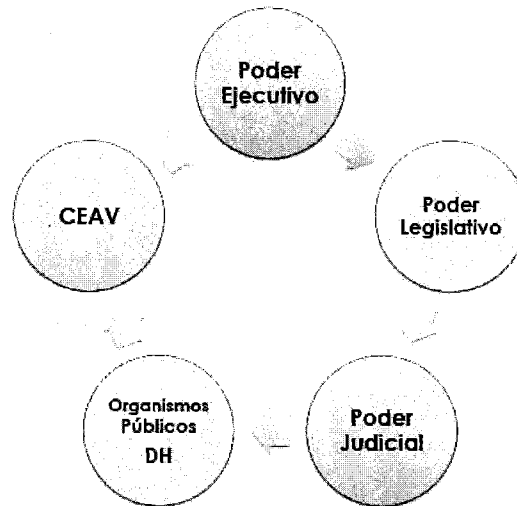 Poder
Ejecutivo
CEAV
Poder
Legislativo
Organismos
Públicos
DH
Poder
Judicial